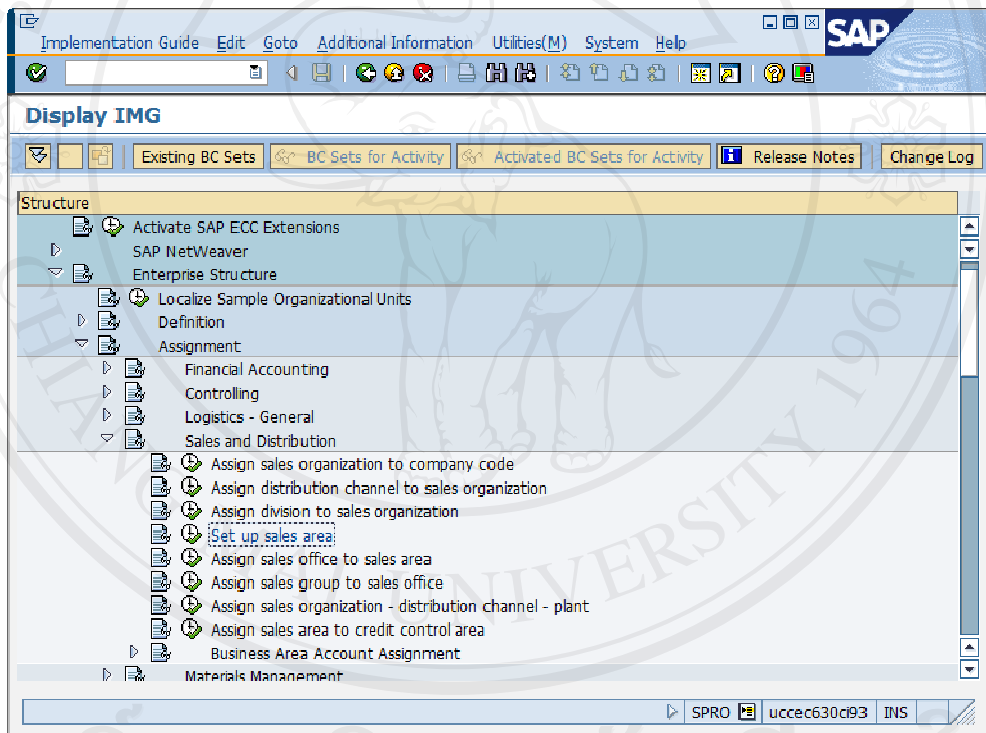 Implementation Guide Edit Goto Additional Information Utilities(M) System Help
SAP
Display IMG
Existing BC Sets BC Sets for Activity Activated BC Sets for Activity Release Notes Change Log
Structure
Activate SAP ECC Extensions
SAP NetWeaver
Enterprise Structure
Localize Sample Organizational Units
Definition
Assignment
Financial Accounting
Controlling
Logistics - General
Sales and Distribution
Assign sales organization to company code
Assign distribution channel to sales organization
Assign division to sales organization
Set up sales area
Assign sales office to sales area
Assign sales group to sales office
Assign sales organization - distribution channel - plant
Assign sales area to credit control area
Business Area Account Assignment
Materials Management
SPRO uccec630ci93 INS
CHIANG MAI UNIVERSITY 1964